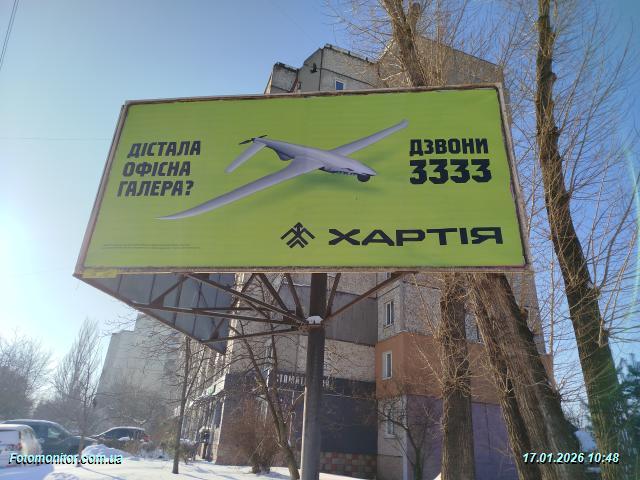 ДІСТАЛА
ОФІСНА
ГАЛЕРА?
ДЗВОНИ
3333
ХАРТІЯ
Fotomonitor.com.ua
17.01.2026 10:48